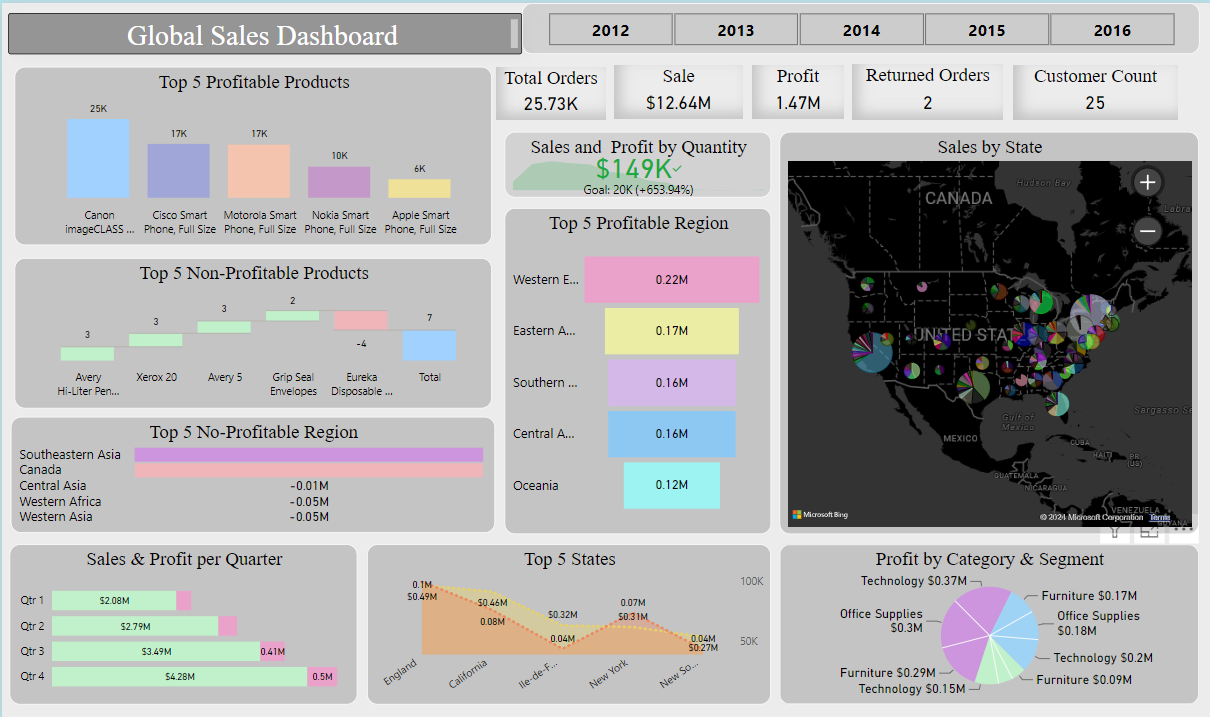 Global Sales Dashboard
2012
2013
2014
2015
2016
Total Orders
25.73K
Sale
$12.64M
Profit
1.47M
Returned Orders
2
Customer Count
25
Top 5 Profitable Products
25K
17K
17K
10K
6K
Canon
imageCLASS ...
Cisco Smart
Phone, Full Size
Motorola Smart
Phone, Full Size
Nokia Smart
Phone, Full Size
Apple Smart
Phone, Full Size
Sales and Profit by Quantity
$149K
Goal: 20K (+653.94%)
Top 5 Profitable Region
Western E...
0.22M
Eastern A...
0.17M
Southern ...
0.16M
Central A...
0.16M
Oceania
0.12M
Sales by State
CANADA
Hudson Bay
Labra
UNITED STAT
MEXICO
Gulf of
Mexico
CUBA
HAITI
PR
(US)
GUATEMALA
NICARAGUA
VENEZUELA
GUYANA
Sargasso Se
Microsoft Bing
© 2024 Microsoft Corporation
Terms
Top 5 Non-Profitable Products
3
3
3
2
-4
7
Avery
Hi-Liter Pen...
Xerox 20
Avery 5
Grip Seal
Envelopes
Eureka
Disposable ...
Total
Top 5 No-Profitable Region
Southeastern Asia
Canada
Central Asia
-0.01M
Western Africa
-0.05M
Western Asia
-0.05M
Sales & Profit per Quarter
Qtr 1
$2.08M
Qtr 2
$2.79M
Qtr 3
$3.49M
0.41M
Qtr 4
$4.28M
0.5M
Top 5 States
0.1M
$0.49M
$0.46M
0.08M
$0.32M
0.04M
0.07M
$0.31M
0.04M
$0.27M
100K
50K
England
California
Ile-de-F...
New York
New So...
Profit by Category & Segment
Technology $0.37M
Furniture $0.17M
Office Supplies
$0.3M
Office Supplies
$0.18M
Technology $0.2M
Furniture $0.29M
Furniture $0.09M
Technology $0.15M